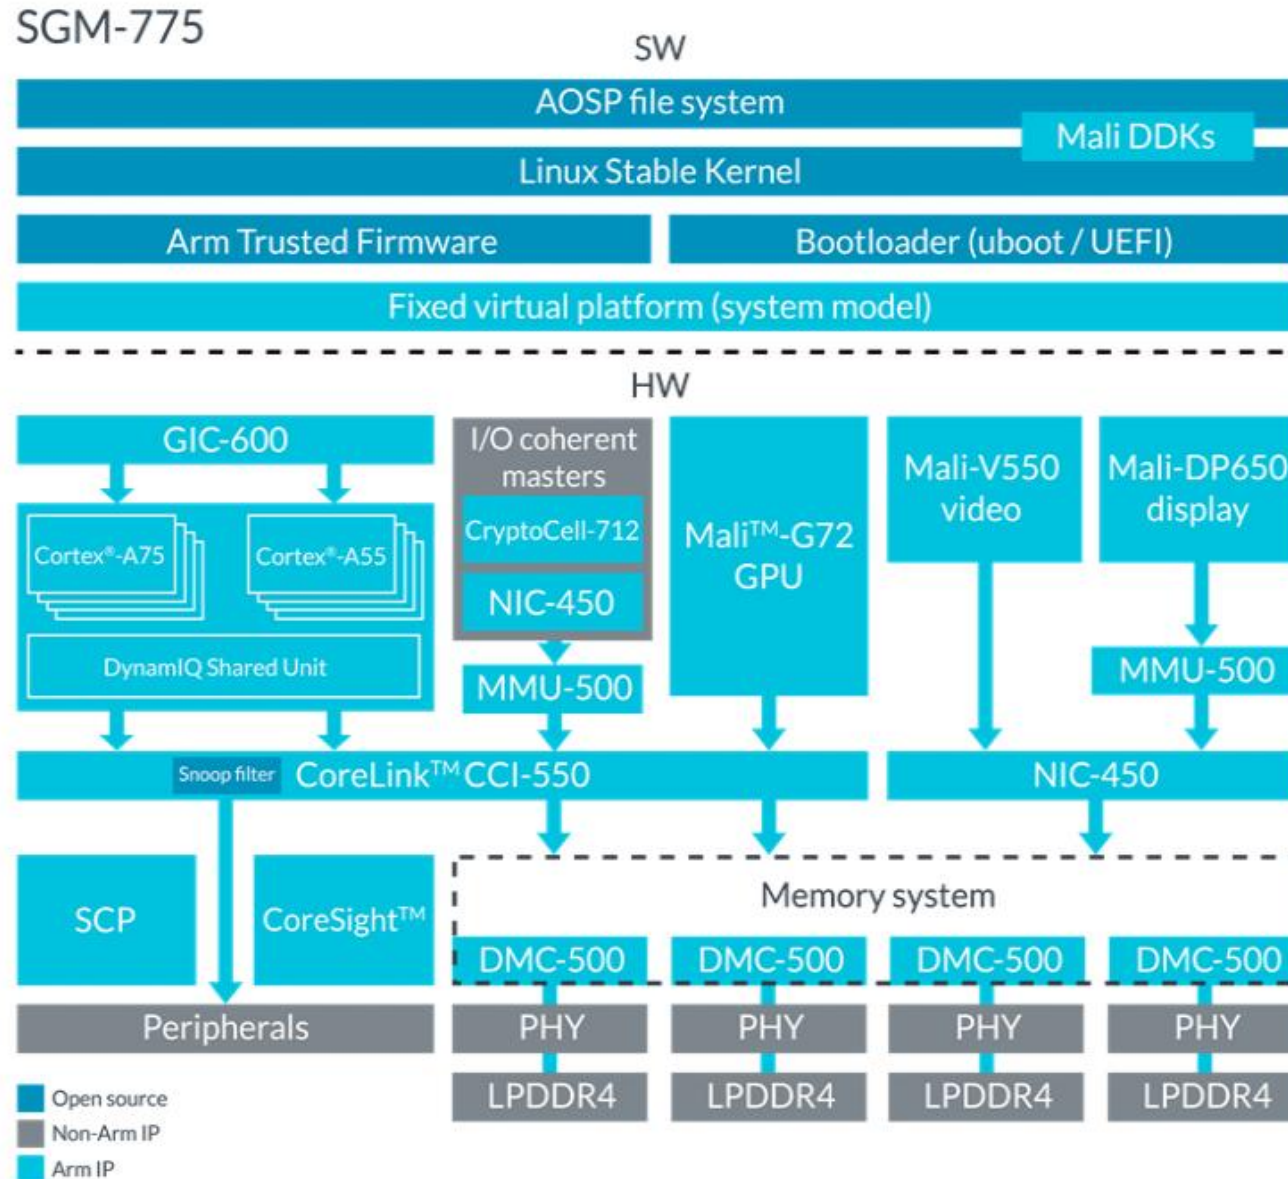 SGM-775
SW
AOSP file system
Mali DDKs
Linux Stable Kernel
Arm Trusted Firmware
Bootloader (uboot / UEFI)
Fixed virtual platform (system model)
HW
GIC-600
Cortex®-A75
Cortex®-A55
DynamIQ Shared Unit
I/O coherent
masters
CryptoCell-712
NIC-450
MMU-500
Mali™-G72
GPU
Mali-V550
video
Mali-DP650
display
MMU-500
Snoop filter
CoreLink™ CCI-550
NIC-450
SCP
CoreSight™
Peripherals
Memory system
DMC-500
DMC-500
DMC-500
DMC-500
PHY
PHY
PHY
PHY
LPDDR4
LPDDR4
LPDDR4
LPDDR4
Open source
Non-Arm IP
Arm IP